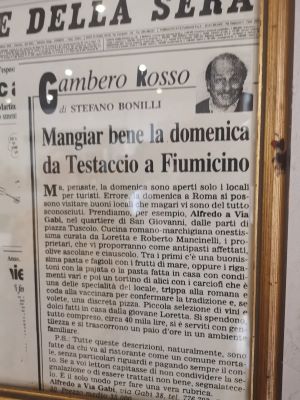 E DELLA SERA
Gambero Rosso
di STEFANO BONILLI
Mangiar bene la domenica
da Testaccio a Fiumicino
Ma, pensate, la domenica sono aperti solo i locali
per turisti. Errore, la domenica a Roma si pos-
sono visitare buoni locali che magari vi sono del tutto
sconosciuti. Prendiamo, per esempio, Alfredo a Via
Gabi, nel quartiere di San Giovanni, dalle parti di
piazza Tuscolo. Cucina romano-marchigiana onestis-
sima curata da Loretta e Roberto Mancinelli, i pro-
prietari, che vi proporranno come antipasti affettati,
olive ascolane e ciauscolo. Tra i primi c'è una buonis-
sima pasta e fagioli con i frutti di mare, oppure i riga-
toni con la pajata o la pasta fatta in casa con condi-
menti vari e poi un tortino di alici con i carciofi che è
una delle specialità del locale, trippa alla romana e
coda alla vaccinara per confermare la tradizione e, se
volete, una discreta pizza. Piccola selezione di vini e
dolci fatti in casa dalla giovane Loretta. Si spendono,
tutto compreso, circa 40 mila lire, si è serviti con gen-
tilezza e si trascorrono un paio d'ore in un ambiente
familiare.
P.S.: Tutte queste descrizioni, naturalmente, sono
fatte da chi va al ristorante come un comune morta-
le, senza particolari riguardi e pagando sempre il con-
to. Se a voi lettori capitasse di non condividere la se-
gnalazione o di essere trattati non bene, segnalatece-
lo. È il solo modo per fare una vera rubrica.
Alfredo a Via Gabi, via Gabi 38, tel.